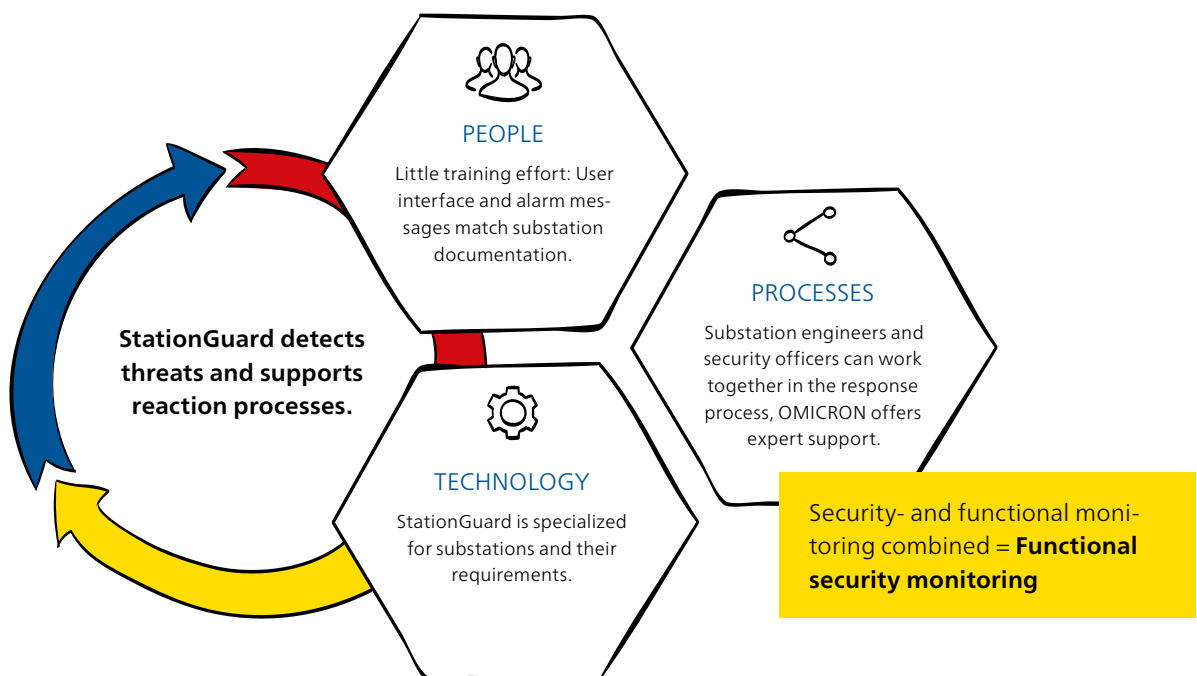 PEOPLE
Little training effort: User
interface and alarm mes-
sages match substation
documentation.
PROCESSES
Substation engineers and
security officers can work
together in the response
process, OMICRON offers
expert support.
StationGuard detects
threats and supports
reaction processes.
TECHNOLOGY
StationGuard is specialized
for substations and their
requirements.
Security- and functional moni-
toring combined = Functional
security monitoring